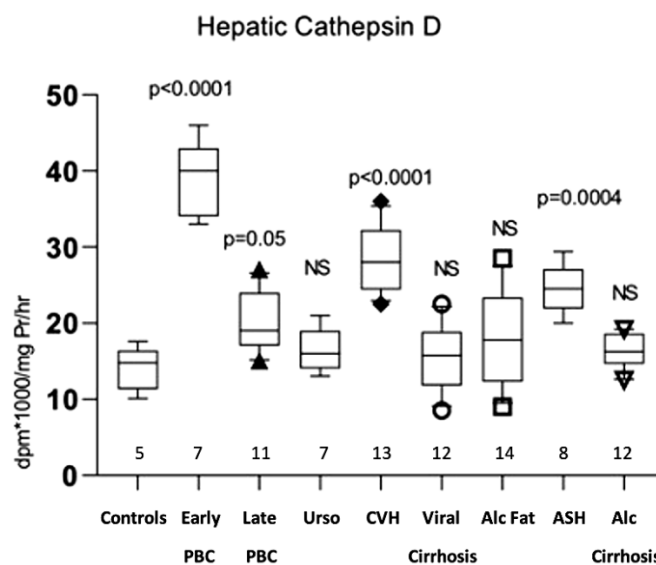 Hepatic Cathepsin D
dpm*1000/mg Pr/hr
50
40
30
20
10
0
p<0.0001
p=0.05
NS
p<0.0001
NS
NS
p=0.0004
NS
5 7 11 7 13 12 14 8 12
Controls Early Late Urso CVH Viral Alc Fat ASH Alc
PBC PBC Cirrhosis Cirrhosis